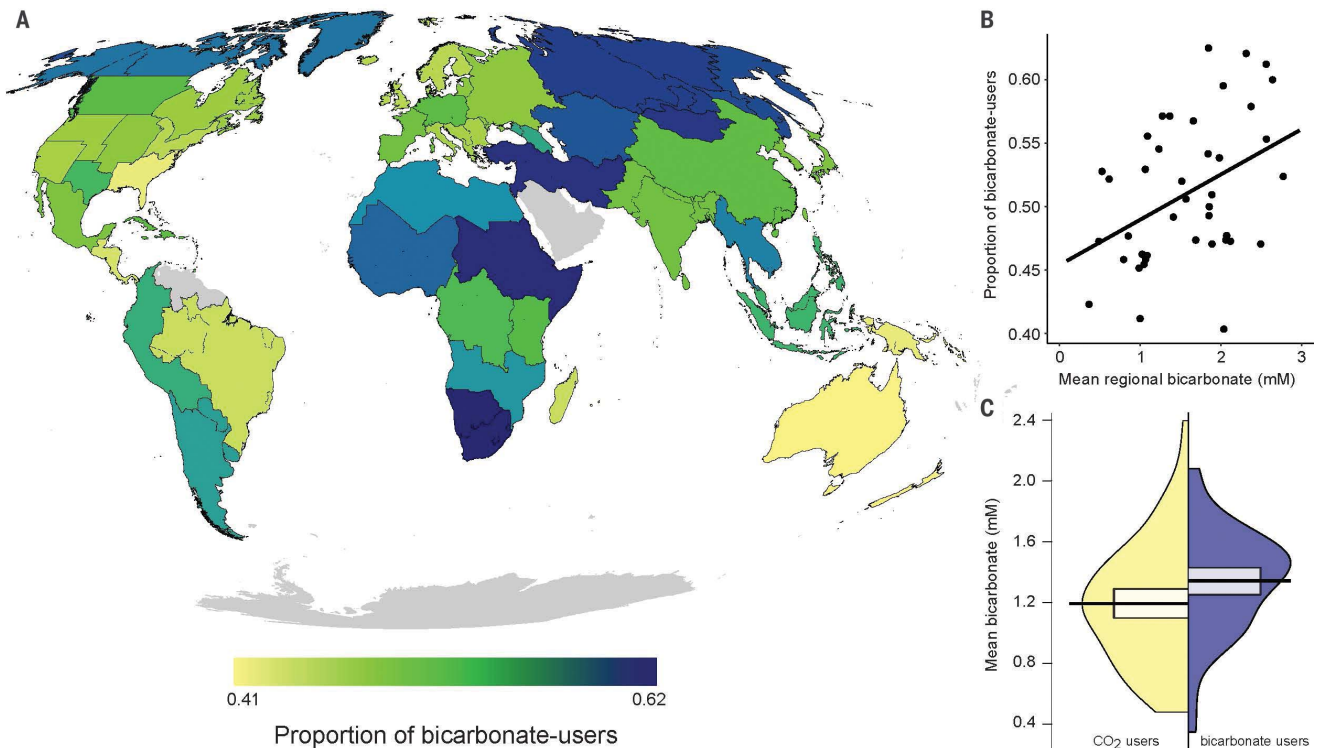 A
0.41
0.62
Proportion of bicarbonate-users
B
Proportion of bicarbonate-users
0.60
0.55
0.50
0.45
0.40
0
1
2
3
Mean regional bicarbonate (mM)
C
Mean bicarbonate (mM)
2.4
2.0
1.6
1.2
0.8
0.4
CO2 users
bicarbonate users